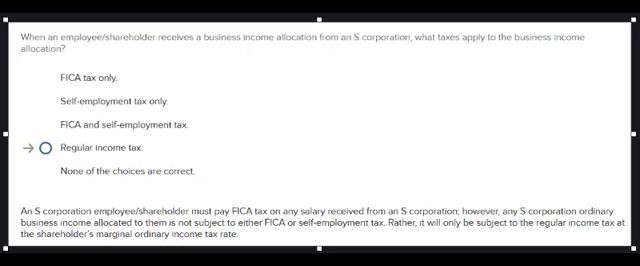 When an employee/shareholder receives a business income allocation from an S corporation, what taxes apply to the business income
allocation?
FICA tax only.
Self-employment tax only.
FICA and self-employment tax.
Regular income tax.
None of the choices are correct.
An S corporation employee/shareholder must pay FICA tax on any salary received from an S corporation; however, any S corporation ordinary
business income allocated to them is not subject to either FICA or self-employment tax. Rather, it will only be subject to the regular income tax at
the shareholder's marginal ordinary income tax rate.